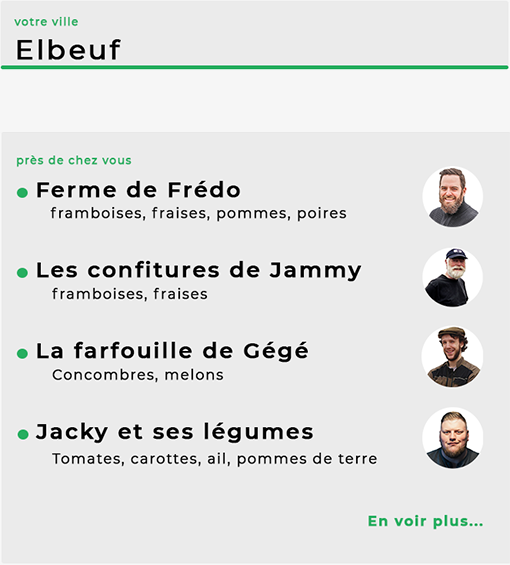 votre ville
Elbeuf
près de chez vous
Ferme de Frédo
framboises, fraises, pommes, poires
Les confitures de Jammy
framboises, fraises
La farfouille de Gégé
Concombres, melons
Jacky et ses légumes
Tomates, carottes, ail, pommes de terre
En voir plus...